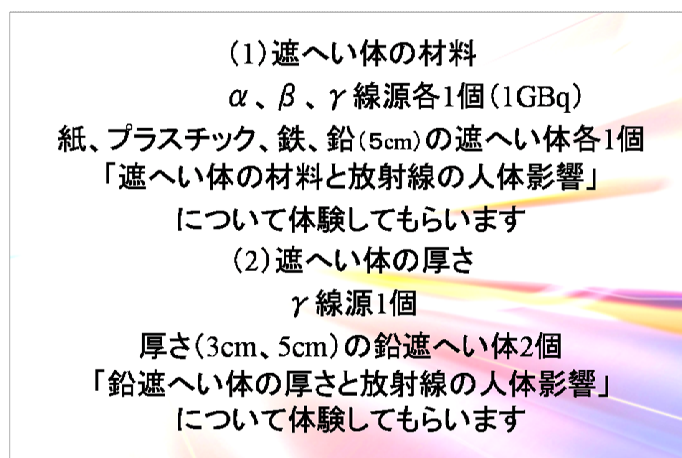 (1)遮へい体の材料
α、β、γ線源各1個(1GBq)
紙、プラスチック、鉄、鉛(5cm)の遮へい体各1個
「遮へい体の材料と放射線の人体影響」
について体験してもらいます
(2)遮へい体の厚さ
γ線源1個
厚さ(3cm、5cm)の鉛遮へい体2個
「鉛遮へい体の厚さと放射線の人体影響」
について体験してもらいます